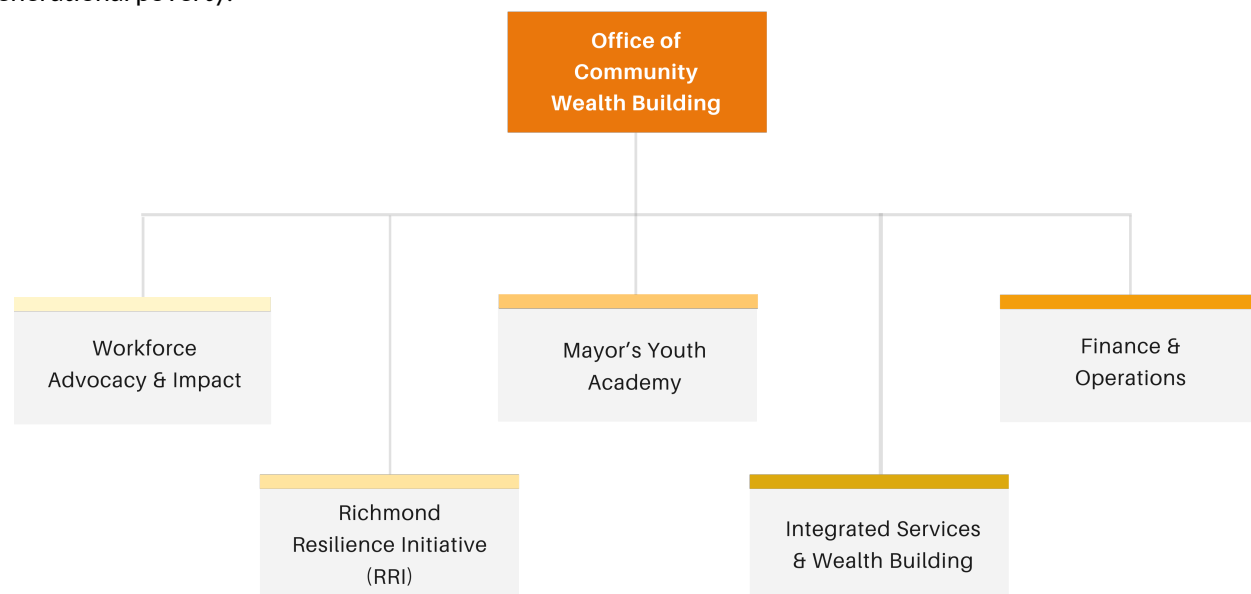 poverty.
Office of
Community
Wealth Building
Workforce
Advocacy & Impact
Mayor's Youth
Academy
Finance &
Operations
Richmond
Resilience Initiative
(RRI)
Integrated Services
& Wealth Building